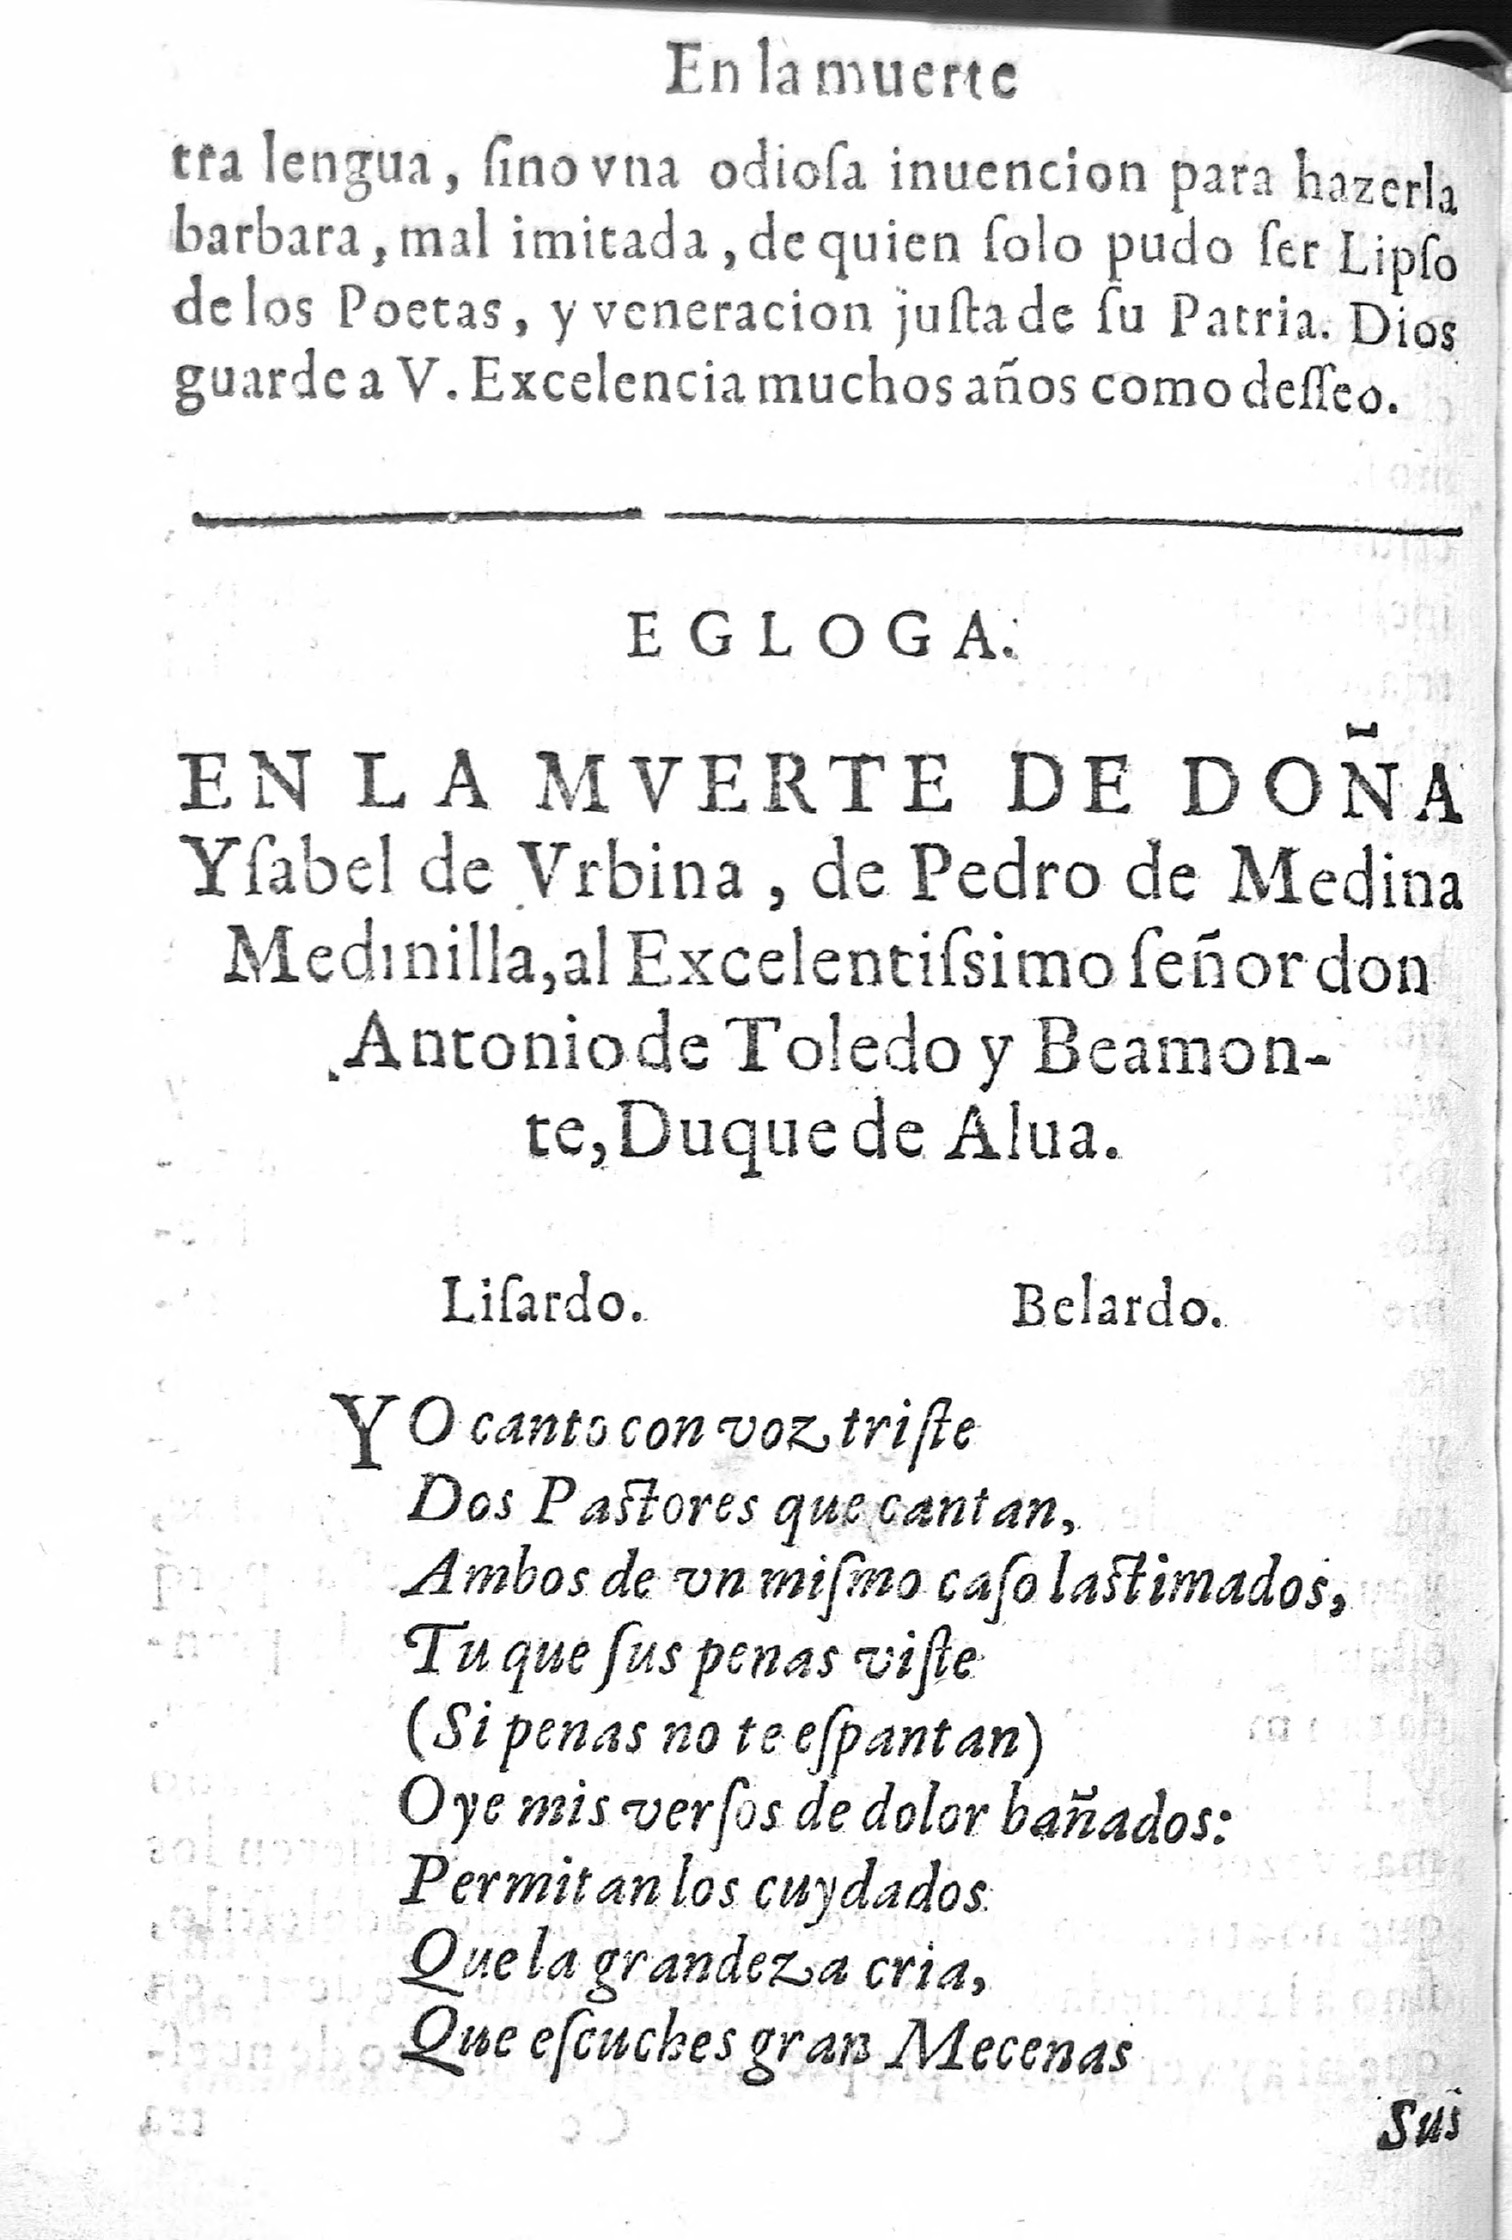 En la muerte
tra lengua, ſino vna odioſa inuencion para hazerla
barbara, mal imitada, de quien ſolo pudo ſer Lipſo
de los Poetas, y veneracion juſta de ſu Patria. Dios
guarde a V. Excelencia muchos años como deſſeo.
EGLOGA.
EN LA MVERTE DE DOÑA
Yſabel de Vrbina, de Pedro de Medina
Medinilla, al Excelentiſsimo ſeñor don
Antonio de Toledo y Beamon-
te, Duque de Alua.
Liſardo. Belardo.
YO canto con voz triſte
Dos Paſtores que cantan,
Ambos de vn miſmo caſo laſtimados,
Tu que ſus penas viſte
(Si penas no te eſpantan)
Oye mis verſos de dolor bañados:
Permitan los cuydados
Que la grandeza cria,
Que eſcuches gran Mecenas
Sus